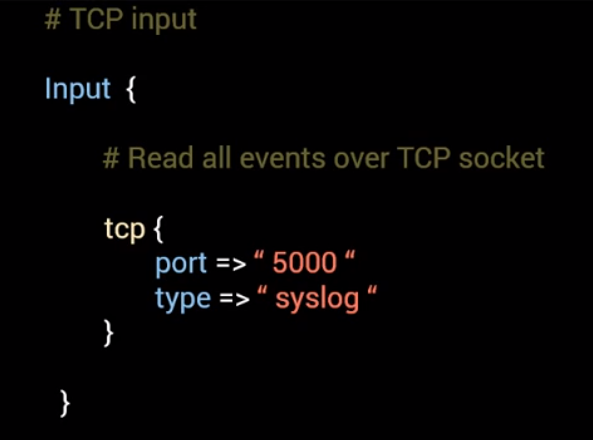 # TCP input
Input {
# Read all events over TCP socket
tcp {
port => “ 5000 “
type => “ syslog “
}
}